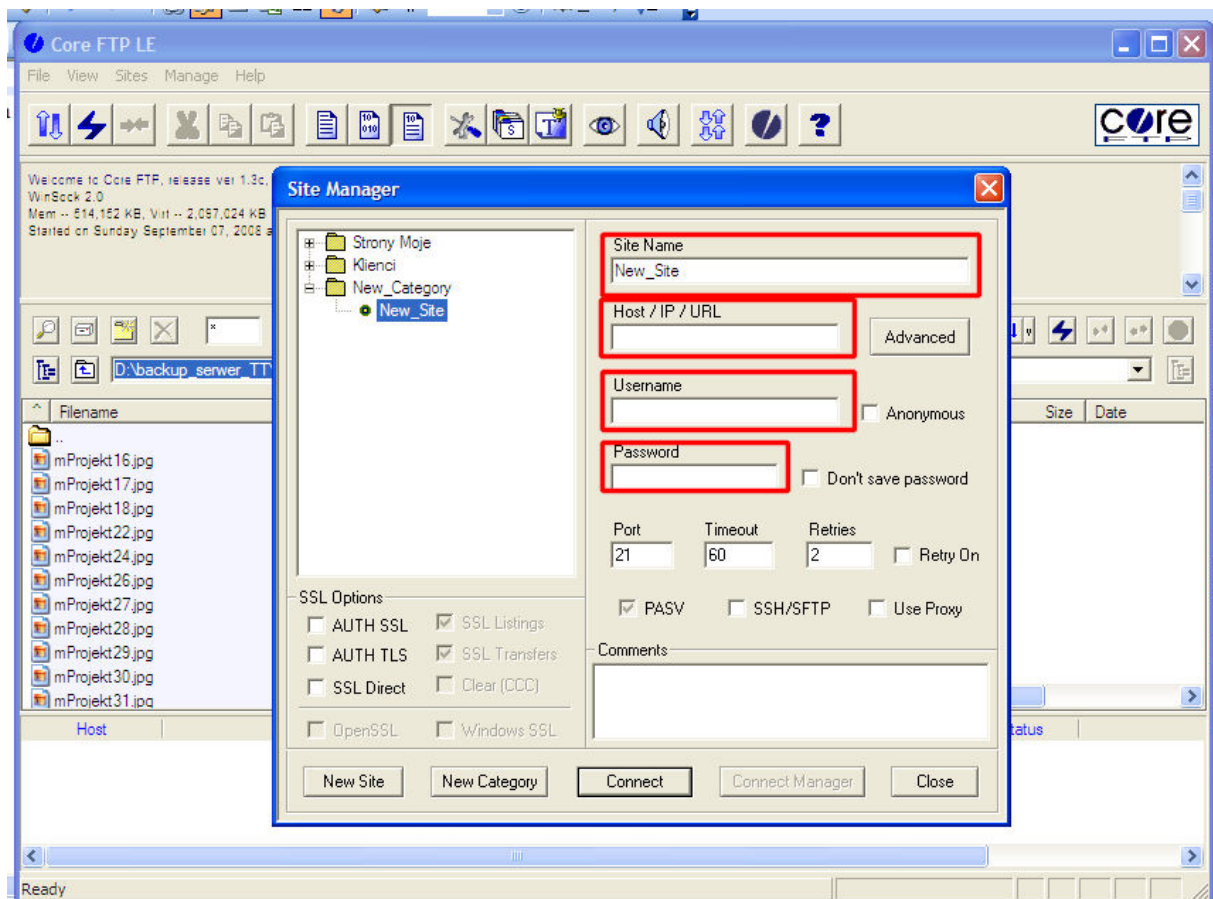 Core FTP LE
File View Sites Manage Help
core
Welcome to Core FTP, release ver 1.3c,
WinSock 2.0
Mem -- 514,152 KB, Virt -- 2,097,024 KB
Started on Sunday September 07, 2008
Site Manager
Strony Moje
Klienci
New_Category
New_Site
Site Name
New_Site
Host / IP / URL
Advanced
Username
Anonymous
Password
Don't save password
Port Timeout Retries
21 60 2 Retry On
PASV SSH/SFTP Use Proxy
SSL Options
AUTH SSL SSL Listings
AUTH TLS SSL Transfers
SSL Direct Clear (CCC)
OpenSSL Windows SSL
Comments
New Site New Category Connect Connect Manager Close
*
D:\backup_serwer_TT
^ Filename
..
mProjekt16.jpg
mProjekt17.jpg
mProjekt18.jpg
mProjekt22.jpg
mProjekt24.jpg
mProjekt26.jpg
mProjekt27.jpg
mProjekt28.jpg
mProjekt29.jpg
mProjekt30.jpg
mProjekt31.jpg
Size Date
Host
Ready